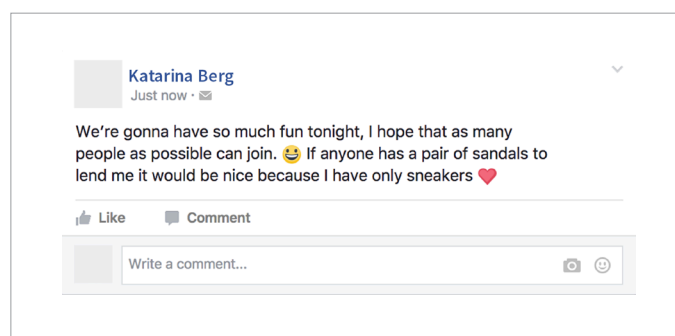 Katarina Berg
Just now ·
We're gonna have so much fun tonight, I hope that as many
people as possible can join. 😀 If anyone has a pair of sandals to
lend me it would be nice because I have only sneakers ❤️
Like Comment
Write a comment...